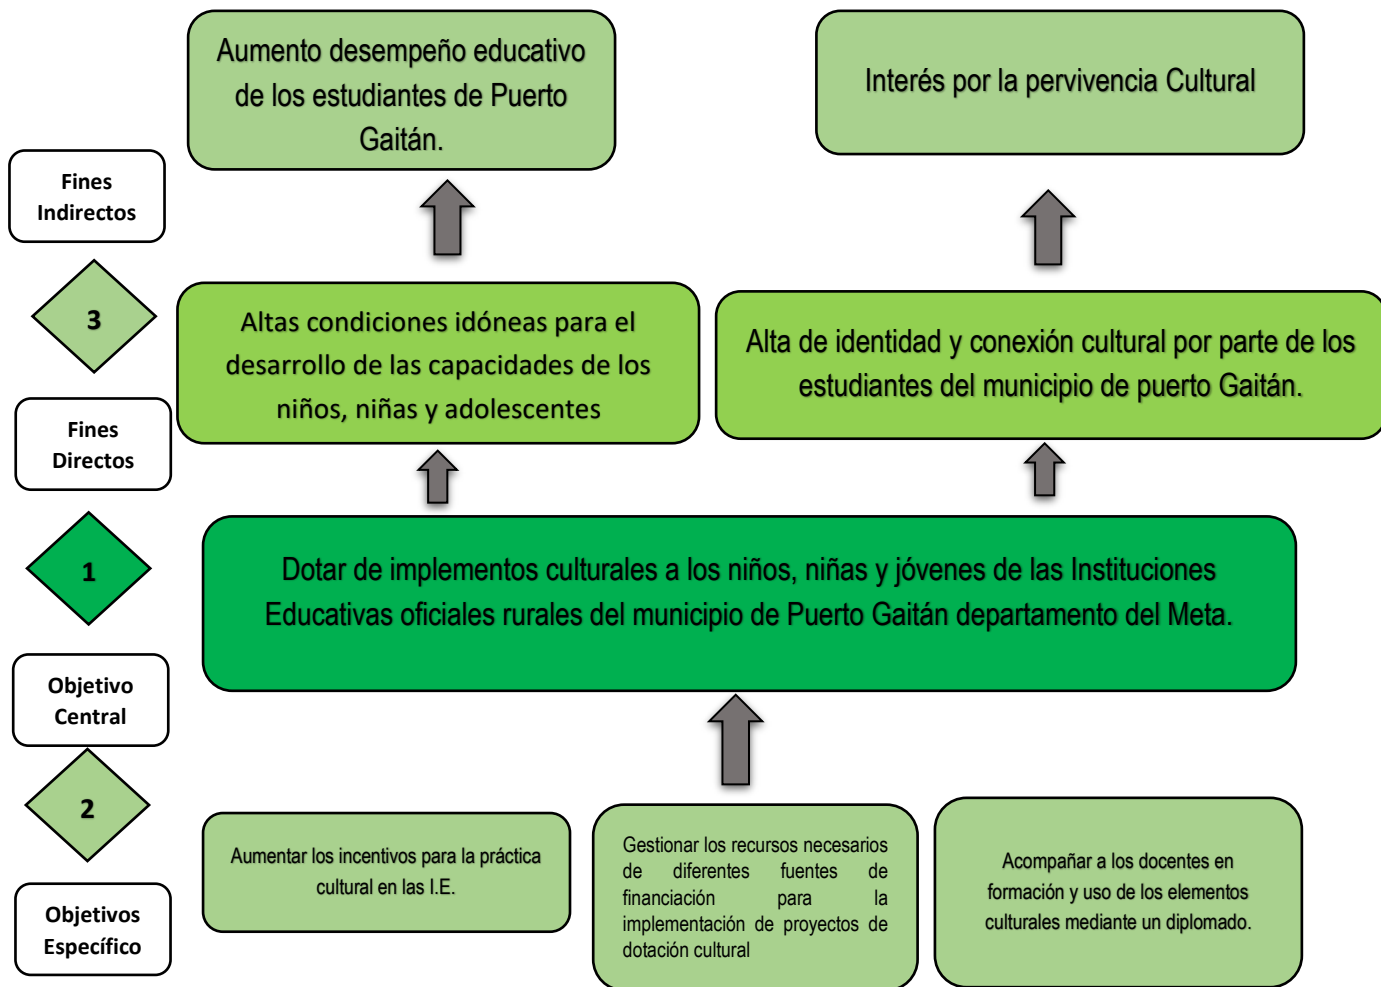 Aumento desempeño educativo
de los estudiantes de Puerto
Gaitán.
Interés por la pervivencia Cultural
Fines
Indirectos
3
Altas condiciones idóneas para el
desarrollo de las capacidades de los
niños, niñas y adolescentes
Alta de identidad y conexión cultural por parte de los
estudiantes del municipio de puerto Gaitán.
Fines
Directos
1
Dotar de implementos culturales a los niños, niñas y jóvenes de las Instituciones
Educativas oficiales rurales del municipio de Puerto Gaitán departamento del Meta.
Objetivo
Central
2
Aumentar los incentivos para la práctica
cultural en las I.E.
Gestionar los recursos necesarios
de diferentes fuentes de
financiación para la
implementación de proyectos de
dotación cultural
Acompañar a los docentes en
formación y uso de los elementos
culturales mediante un diplomado.
Objetivos
Específico